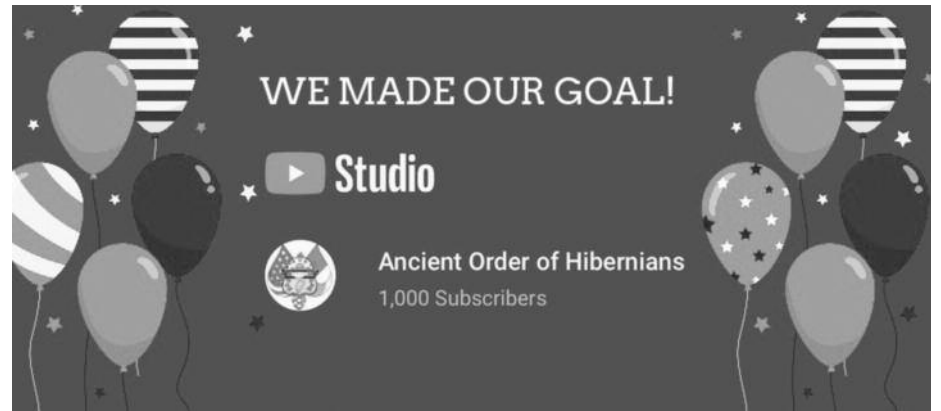 WE MADE OUR GOAL!
Studio
Ancient Order of Hibernians
1,000 Subscribers